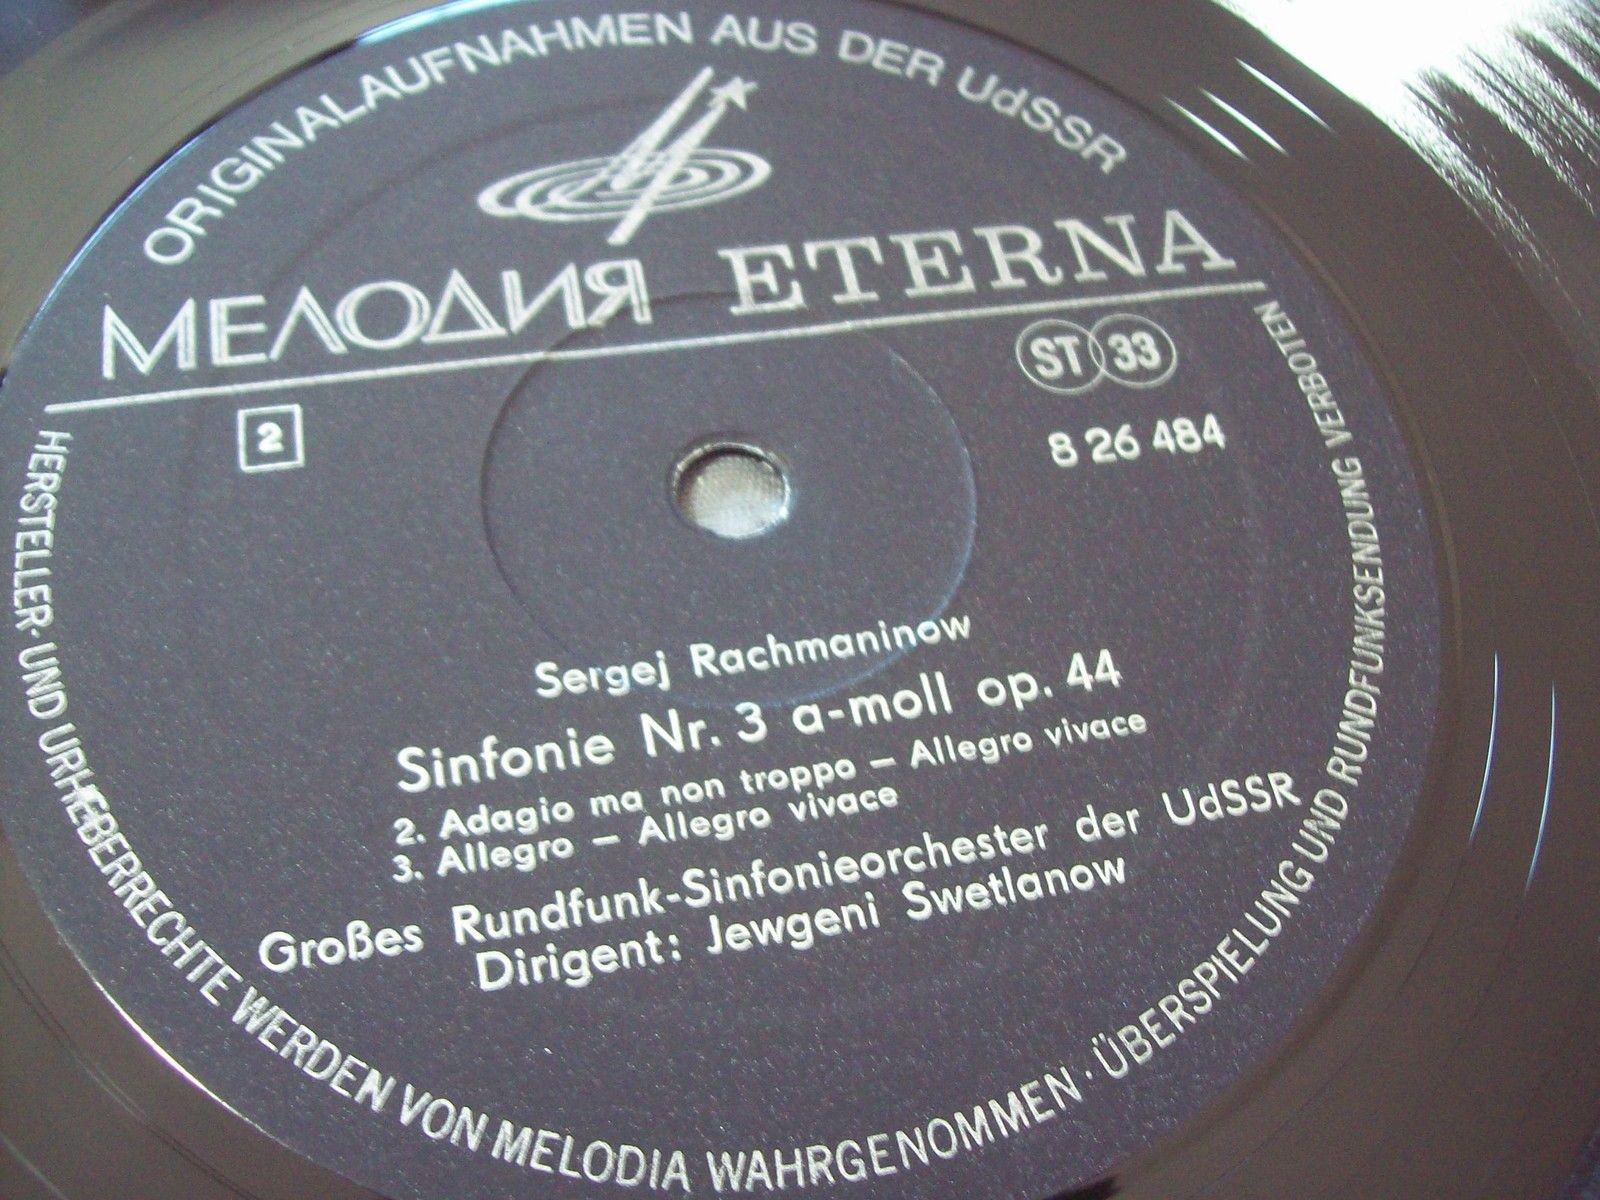 ORIGINALAUFNAHMEN AUS DER UdSSR
МЕЛОДИЯ ETERNA
ST 33
2
8 26 484
Sergej Rachmaninow
Sinfonie Nr. 3 a-moll op. 44
2. Adagio ma non troppo – Allegro vivace
3. Allegro – Allegro vivace
Großes Rundfunk-Sinfonieorchester der UdSSR
Dirigent: Jewgeni Swetlanow
HERSTELLER- UND URHEBERRECHTE WERDEN VON MELODIA WAHRGENOMMEN · ÜBERSPIELUNG UND RUNDFUNKSENDUNG VERBOTEN